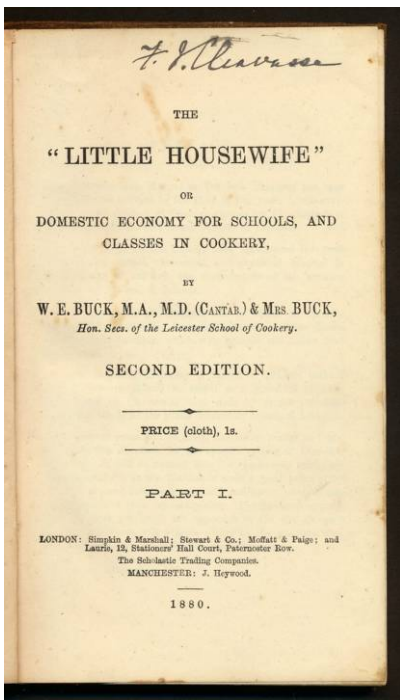 F. J. Chavasse
THE
“LITTLE HOUSEWIFE”
OR
DOMESTIC ECONOMY FOR SCHOOLS, AND
CLASSES IN COOKERY,
BY
W. E. BUCK, M.A., M.D. (CANTAB.) & MRS. BUCK,
Hon. Secs. of the Leicester School of Cookery.
SECOND EDITION.
PRICE (cloth), 1s.
PART I.
LONDON: Simpkin & Marshall; Stewart & Co.; Moffatt & Paige; and
Laurie, 12, Stationers' Hall Court, Paternoster Row.
The Scholastic Trading Companies.
MANCHESTER: J. Heywood.
1880.